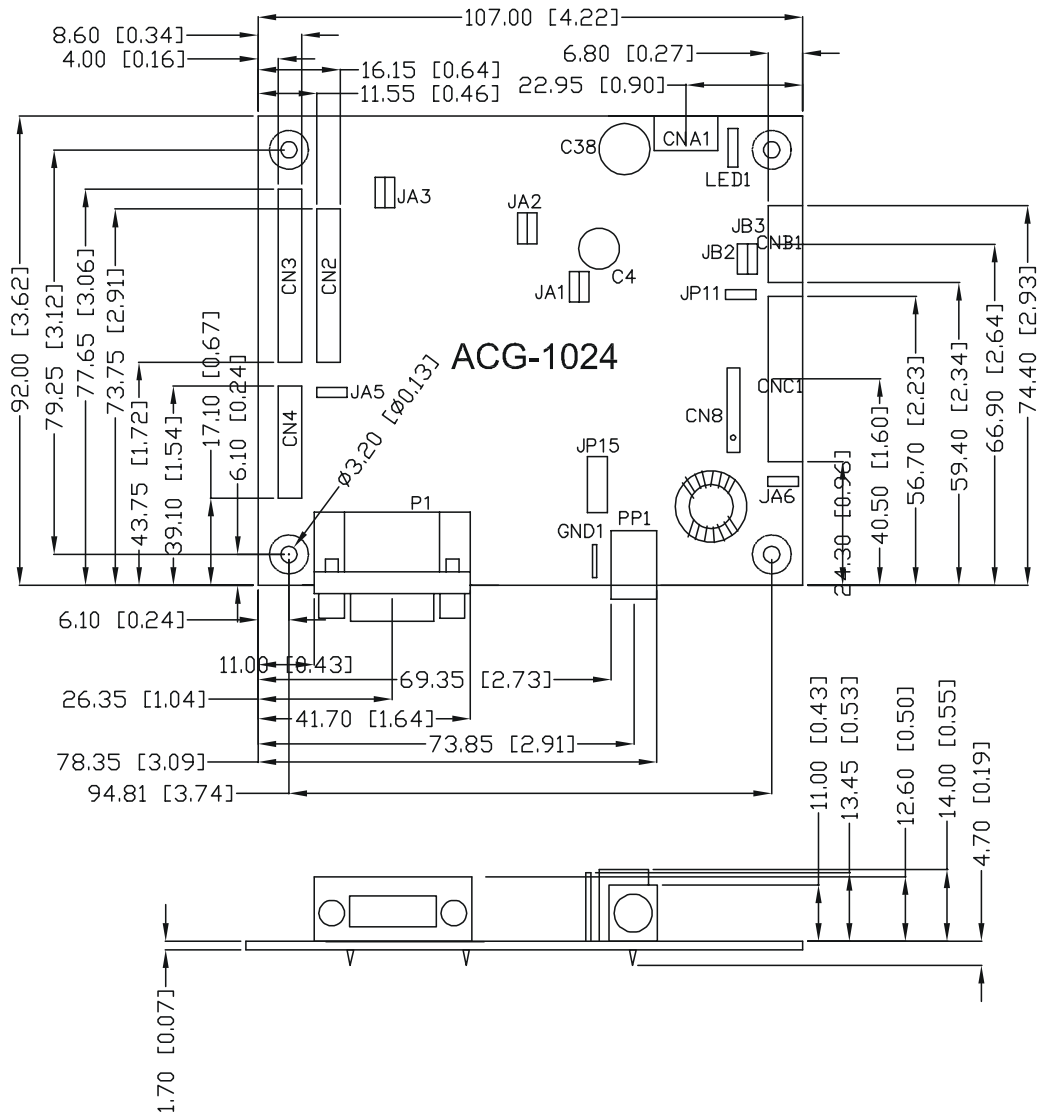 107.00 [4.22]
8.60 [0.34]
6.80 [0.27]
4.00 [0.16]
16.15 [0.64]
11.55 [0.46]
22.95 [0.90]
C38
CNA1
LED1
JA3
JA2
JB3
CNB1
JB2
C4
JA1
JP11
CN3
CN2
ACG-1024
JA5
CNC1
CN8
CN4
JP15
JA6
P1
GND1
PP1
92.00 [3.62]
79.25 [3.12]
77.65 [3.06]
73.75 [2.91]
43.75 [1.72]
39.10 [1.54]
17.10 [0.67]
6.10 [0.24]
ø3.20 [ø0.13]
24.30 [0.96]
40.50 [1.60]
56.70 [2.23]
59.40 [2.34]
66.90 [2.64]
74.40 [2.93]
6.10 [0.24]
11.00 [0.43]
69.35 [2.73]
26.35 [1.04]
41.70 [1.64]
73.85 [2.91]
78.35 [3.09]
94.81 [3.74]
11.00 [0.43]
13.45 [0.53]
12.60 [0.50]
14.00 [0.55]
4.70 [0.19]
1.70 [0.07]